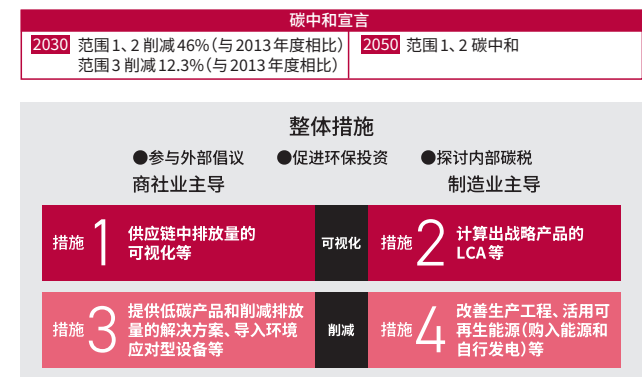 碳中和宣言
2030 范围1、2 削减46%(与2013年度相比)
范围3 削减12.3%(与2013年度相比)
2050 范围1、2 碳中和
整体措施
●参与外部倡议 ●促进环保投资 ●探讨内部碳税
商社业主导 制造业主导
措施1 供应链中排放量的
可视化等
可视化
措施2 计算出战略产品的
LCA等
措施3 提供低碳产品和削减排放
量的解决方案、导入环境
应对型设备等
削减
措施4 改善生产工程、活用可
再生能源(购入能源和
自行发电)等